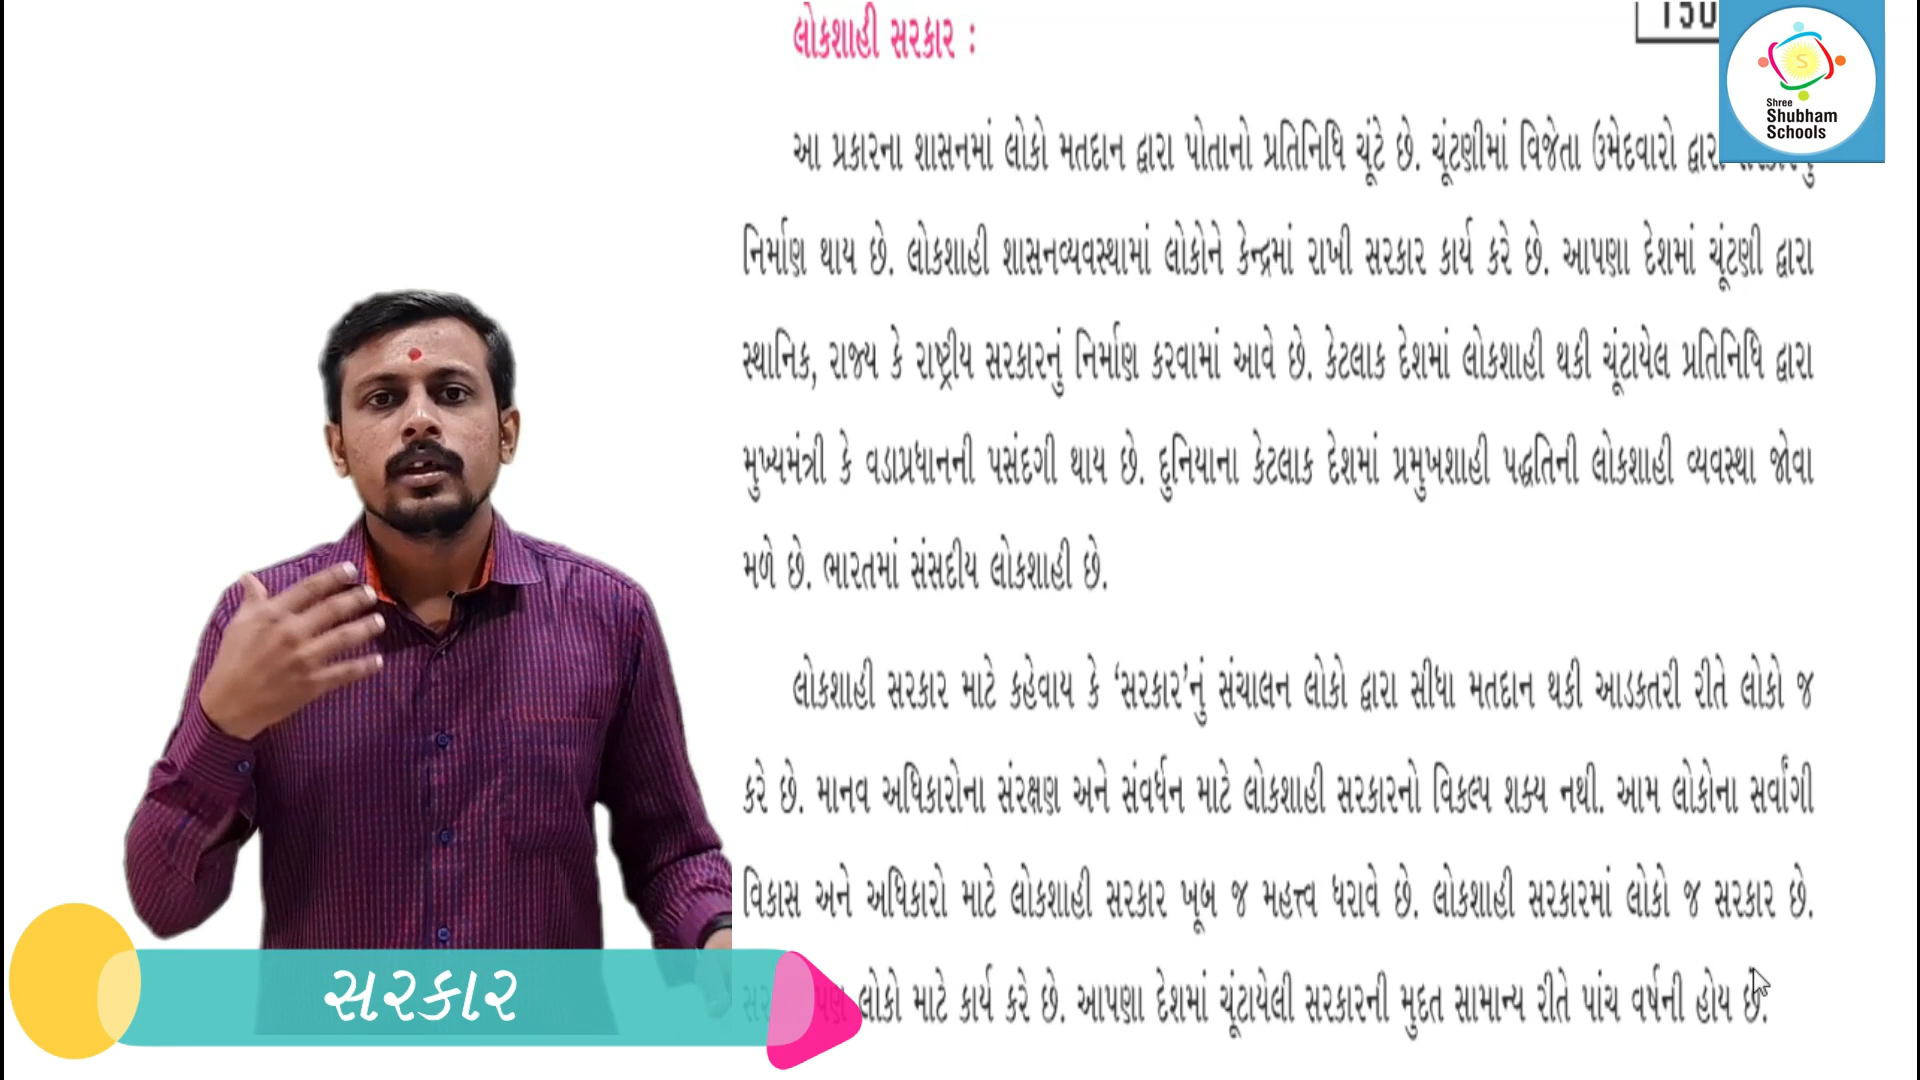 લોકશાહી સરકાર :
Shree
Shubham
Schools
આ પ્રકારના શાસનમાં લોકો મતદાન દ્વારા પોતાનો પ્રતિનિધિ ચૂંટે છે. ચૂંટણીમાં વિજેતા ઉમેદવારો દ્વારા
નિર્માણ થાય છે. લોકશાહી શાસનવ્યવસ્થામાં લોકોને કેન્દ્રમાં રાખી સરકાર કાર્ય કરે છે. આપણા દેશમાં ચૂંટણી દ્વારા
સ્થાનિક, રાજ્ય કે રાષ્ટ્રીય સરકારનું નિર્માણ કરવામાં આવે છે. કેટલાક દેશમાં લોકશાહી થકી ચૂંટાયેલ પ્રતિનિધિ દ્વારા
મુખ્યમંત્રી કે વડાપ્રધાનની પસંદગી થાય છે. દુનિયાના કેટલાક દેશમાં પ્રમુખશાહી પદ્ધતિની લોકશાહી વ્યવસ્થા જોવા
મળે છે. ભારતમાં સંસદીય લોકશાહી છે.
લોકશાહી સરકાર માટે કહેવાય કે ‘સરકાર’નું સંચાલન લોકો દ્વારા સીધા મતદાન થકી આડકતરી રીતે લોકો જ
કરે છે. માનવ અધિકારોના સંરક્ષણ અને સંવર્ધન માટે લોકશાહી સરકારનો વિકલ્પ શક્ય નથી. આમ લોકોના સર્વાંગી
વિકાસ અને અધિકારો માટે લોકશાહી સરકાર ખૂબ જ મહત્ત્વ ધરાવે છે. લોકશાહી સરકારમાં લોકો જ સરકાર છે.
લોકો માટે કાર્ય કરે છે. આપણા દેશમાં ચૂંટાયેલી સરકારની મુદત સામાન્ય રીતે પાંચ વર્ષની હોય છે.
સરકાર